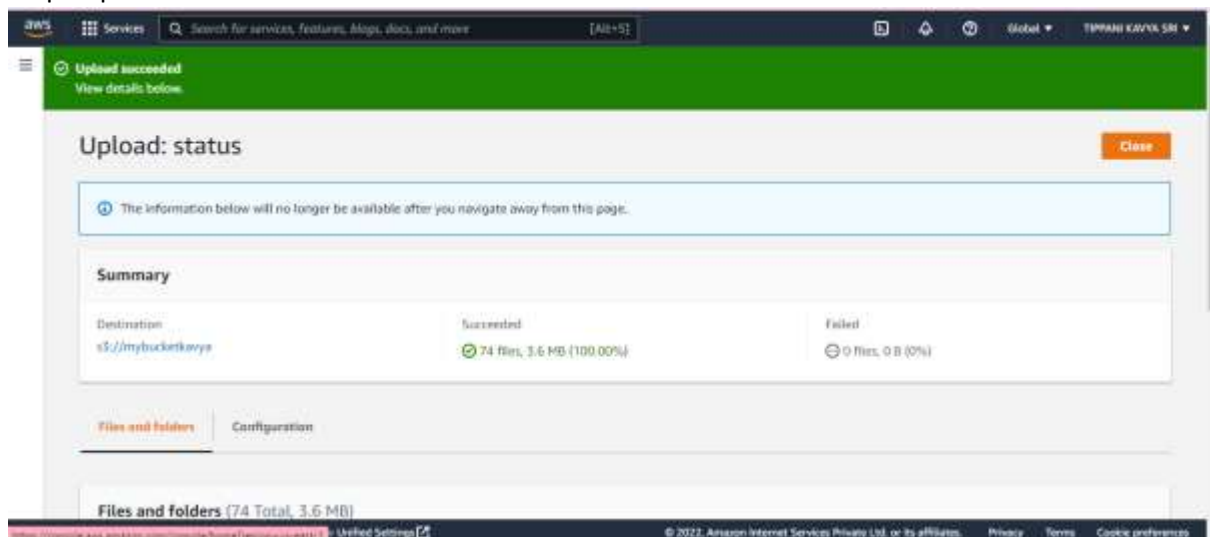 aws Services Search for services, features, blogs, docs, and more [Alt+S] Global TIPPANI KAVYA SRI
Upload succeeded
View details below.
Upload: status
Close
The information below will no longer be available after you navigate away from this page.
Summary
Destination Succeeded Failed
s3://mybucketkavya 74 files, 3.6 MB (100.00%) 0 files, 0 B (0%)
Files and folders Configuration
Files and folders (74 Total, 3.6 MB)
Unified Settings © 2022, Amazon Internet Services Private Ltd. or its affiliates. Privacy Terms Cookie preferences